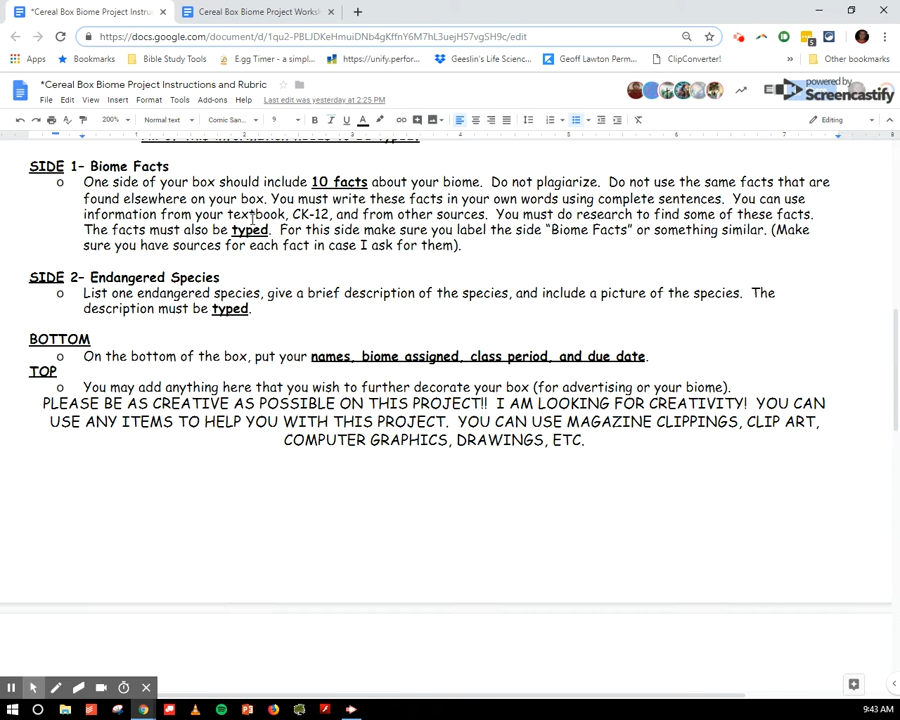 *Cereal Box Biome Project Instruc
Cereal Box Biome Project Works
https://docs.google.com/document/d/1qu2-PBLJDKeHmuiDNb4gKffnY6M7hL3uejHS7vgSH9c/edit
Apps
Bookmarks
Bible Study Tools
E.gg Timer - a simpl...
https://unify.perfor...
Geeslin's Life Scienc...
Geoff Lawton Perm...
ClipConverter!
»
Other bookmarks
*Cereal Box Biome Project Instructions and Rubric
powered by
Screencastify
File Edit View Insert Format Tools Add-ons Help Last edit was yesterday at 2:25 PM
200% Normal text Comic San... 9 B I U A Editing
1 2 3 4 5 6 7
SIDE 1- Biome Facts
o One side of your box should include 10 facts about your biome. Do not plagiarize. Do not use the same facts that are
found elsewhere on your box. You must write these facts in your own words using complete sentences. You can use
information from your textbook, CK-12, and from other sources. You must do research to find some of these facts.
The facts must also be typed. For this side make sure you label the side “Biome Facts” or something similar. (Make
sure you have sources for each fact in case I ask for them).
SIDE 2- Endangered Species
o List one endangered species, give a brief description of the species, and include a picture of the species. The
description must be typed.
BOTTOM
o On the bottom of the box, put your names, biome assigned, class period, and due date.
TOP
o You may add anything here that you wish to further decorate your box (for advertising or your biome).
PLEASE BE AS CREATIVE AS POSSIBLE ON THIS PROJECT!! I AM LOOKING FOR CREATIVITY! YOU CAN
USE ANY ITEMS TO HELP YOU WITH THIS PROJECT. YOU CAN USE MAGAZINE CLIPPINGS, CLIP ART,
COMPUTER GRAPHICS, DRAWINGS, ETC.
9:43 AM